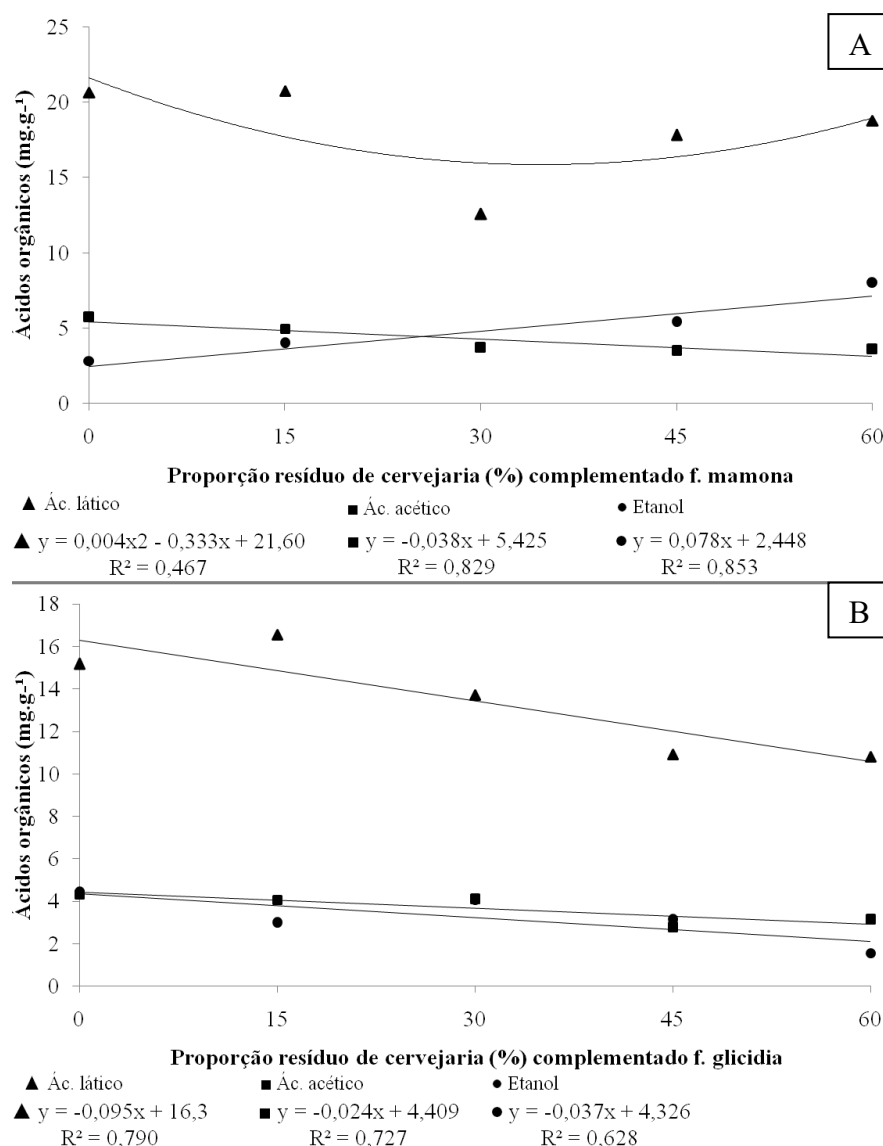 A
Ácidos orgânicos (mg.g-¹)
25
20
15
10
5
0
0 15 30 45 60
Proporção resíduo de cervejaria (%) complementado f. mamona
▲ Ác. lático ■ Ác. acético ● Etanol
▲ y = 0,004x2 - 0,333x + 21,60 ■ y = -0,038x + 5,425 ● y = 0,078x + 2,448
R² = 0,467 R² = 0,829 R² = 0,853
B
Ácidos orgânicos (mg.g-¹)
18
16
14
12
10
8
6
4
2
0
0 15 30 45 60
Proporção resíduo de cervejaria (%) complementado f. glicidia
▲ Ác. lático ■ Ác. acético ● Etanol
▲ y = -0,095x + 16,3 ■ y = -0,024x + 4,409 ● y = -0,037x + 4,326
R² = 0,790 R² = 0,727 R² = 0,628